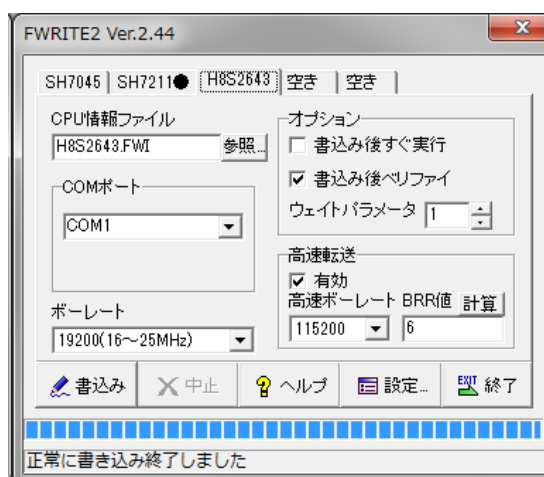 FWRITE2 Ver.2.44
SH7045 SH7211● H8S2643 空き 空き
CPU情報ファイル
H8S2643.FWI 参照...
COMポート
COM1
ボーレート
19200(16～25MHz)
オプション
書込み後すぐ実行
書込み後ベリファイ
ウェイトパラメータ 1
高速転送
有効
高速ボーレート BRR値 計算
115200 6
書込み 中止 ヘルプ 設定... EXIT 終了
正常に書き込み終了しました